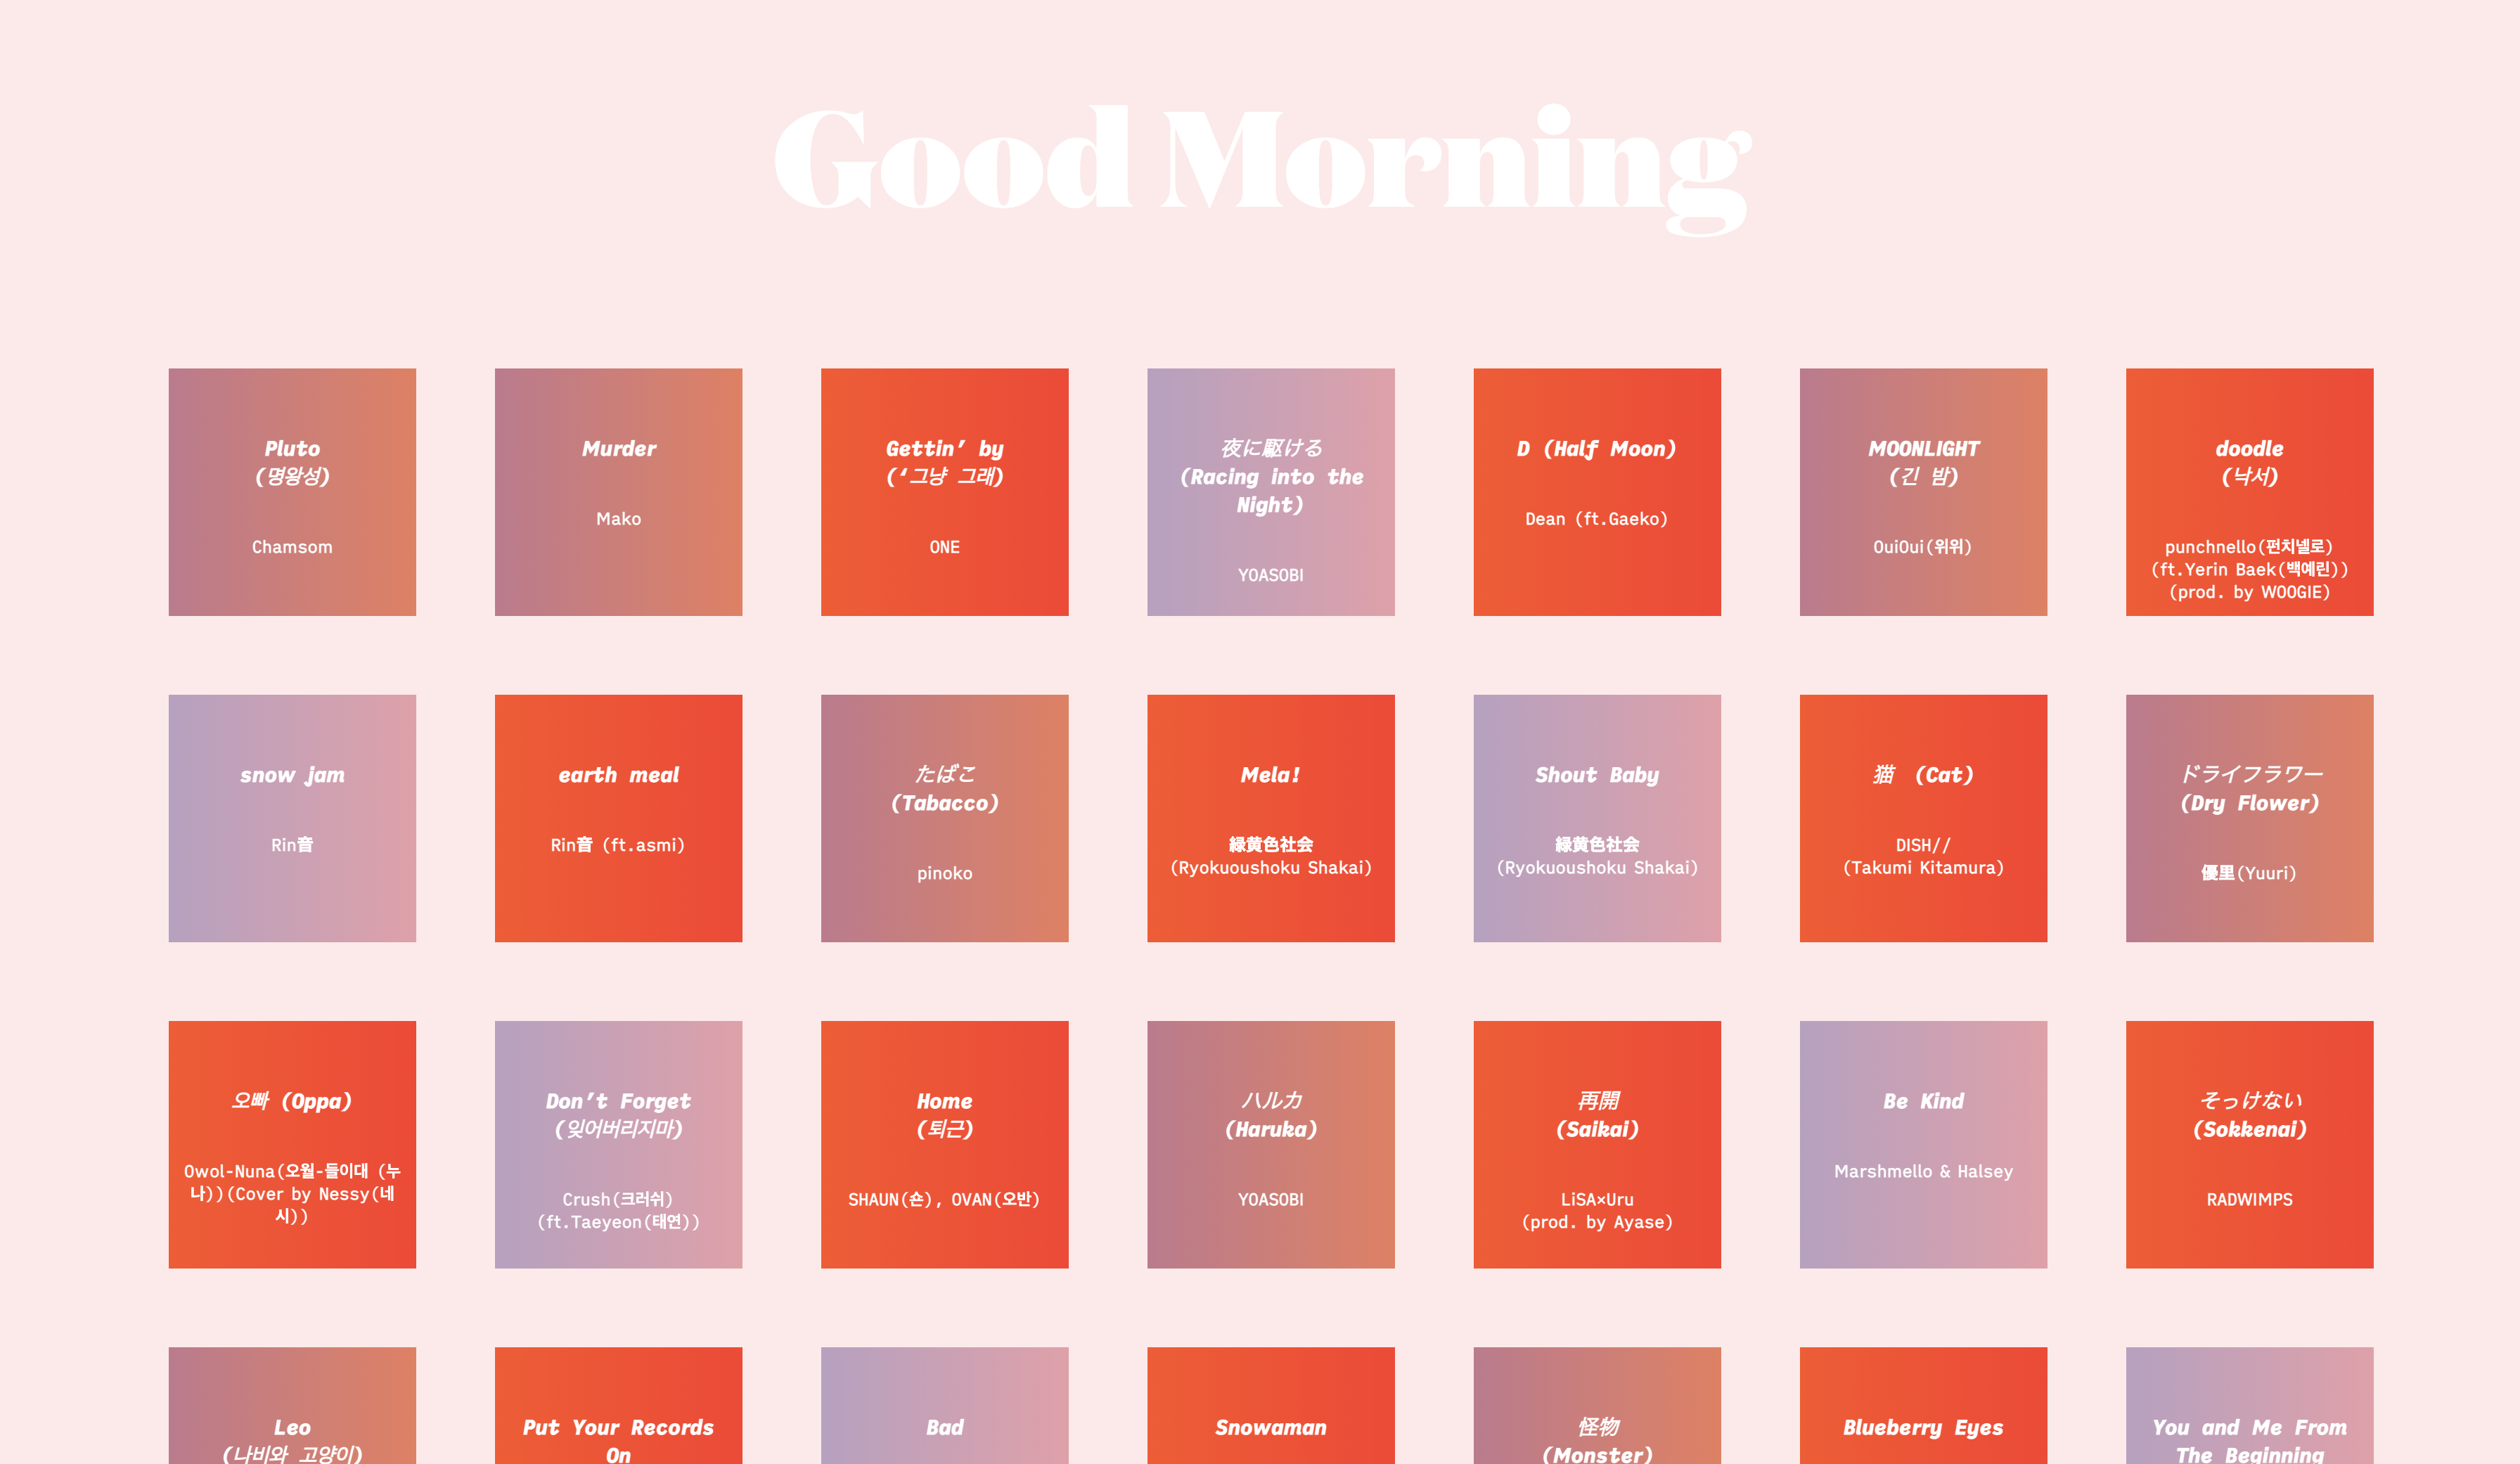 Good Morning
Pluto
(명왕성)
Chamsom
Murder
Mako
Gettin’ by
(‘그냥 그래)
ONE
夜に駆ける
(Racing into the
Night)
YOASOBI
D (Half Moon)
Dean (ft.Gaeko)
MOONLIGHT
(긴 밤)
OuiOui(위위)
doodle
(낙서)
punchnello(펀치넬로)
(ft.Yerin Baek(백예린))
(prod. by WOOGIE)
snow jam
Rin音
earth meal
Rin音 (ft.asmi)
たばこ
(Tabacco)
pinoko
Mela!
緑黄色社会
(Ryokuoushoku Shakai)
Shout Baby
緑黄色社会
(Ryokuoushoku Shakai)
猫 (Cat)
DISH//
(Takumi Kitamura)
ドライフラワー
(Dry Flower)
優里(Yuuri)
오빠 (Oppa)
Owol-Nuna(오월-들이대 (누
나))(Cover by Nessy(네
시))
Don’t Forget
(잊어버리지마)
Crush(크러쉬)
(ft.Taeyeon(태연))
Home
(퇴근)
SHAUN(숀), OVAN(오반)
ハルカ
(Haruka)
YOASOBI
再開
(Saikai)
LiSA×Uru
(prod. by Ayase)
Be Kind
Marshmello & Halsey
そっけない
(Sokkenai)
RADWIMPS
Leo
(나비와 고양이)
Put Your Records
On
Bad
Snowaman
怪物
(Monster)
Blueberry Eyes
You and Me From
The Beginning